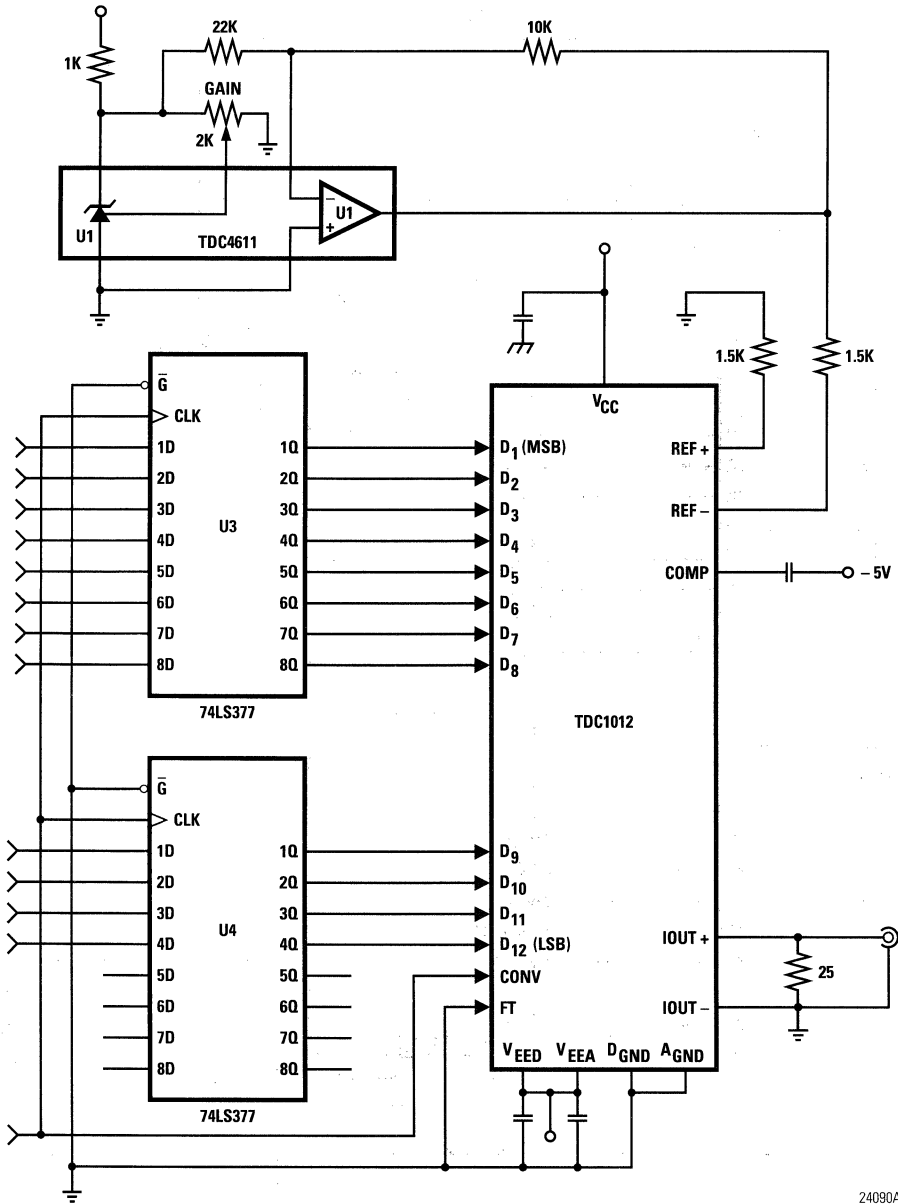 22K
10K
1K
GAIN
2K
U1
U1
−
+
TDC4611
1.5K
1.5K
G̅
CLK
1D
2D
3D
4D
5D
6D
7D
8D
U3
1Q
2Q
3Q
4Q
5Q
6Q
7Q
8Q
74LS377
G̅
CLK
1D
2D
3D
4D
5D
6D
7D
8D
U4
1Q
2Q
3Q
4Q
5Q
6Q
7Q
8Q
74LS377
VCC
D1 (MSB)
D2
D3
D4
D5
D6
D7
D8
TDC1012
D9
D10
D11
D12 (LSB)
CONV
FT
REF +
REF −
COMP
− 5V
IOUT +
25
IOUT −
VEED VEEA DGND AGND
24090A